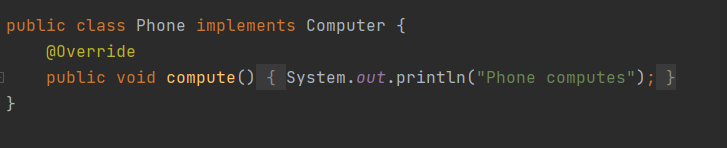 public class Phone implements Computer {
@Override
public void compute() { System.out.println("Phone computes"); }
}